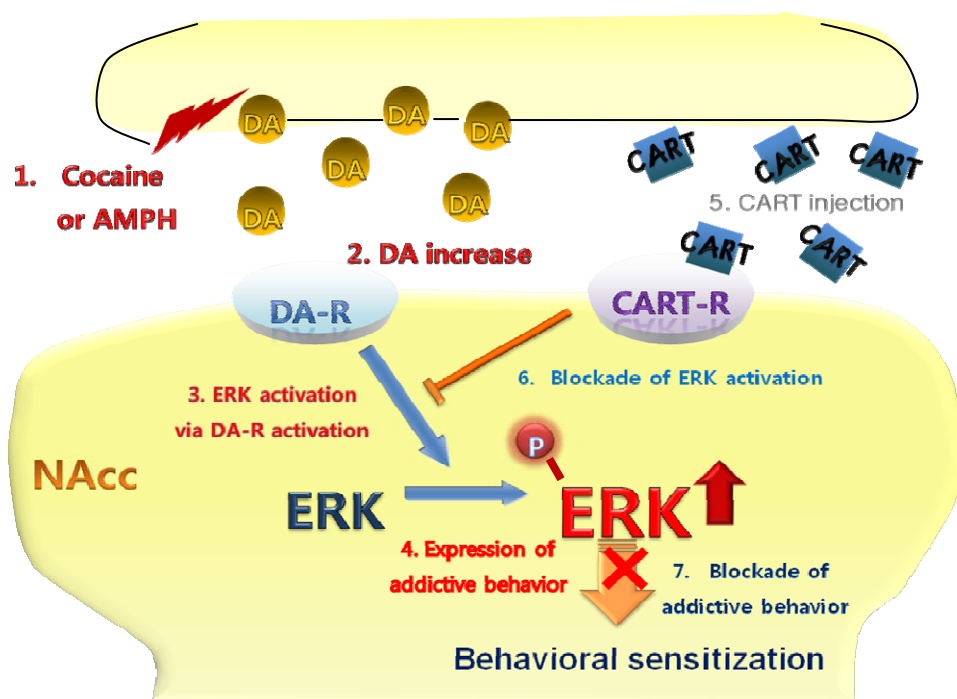 DA
DA
DA
DA
DA
DA
CART
CART
CART
CART
CART
1. Cocaine
or AMPH
5. CART injection
2. DA increase
DA-R
CART-R
3. ERK activation
via DA-R activation
6. Blockade of ERK activation
P
NAcc
ERK
ERK
4. Expression of
addictive behavior
7. Blockade of
addictive behavior
Behavioral sensitization